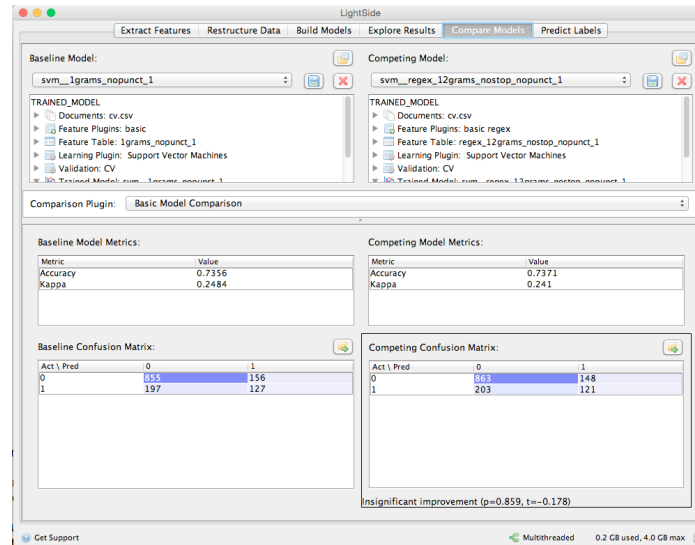 LightSide
Extract Features Restructure Data Build Models Explore Results Compare Models Predict Labels
Baseline Model:
svm__1grams_nopunct_1
TRAINED_MODEL
Documents: cv.csv
Feature Plugins: basic
Feature Table: 1grams_nopunct_1
Learning Plugin: Support Vector Machines
Validation: CV
Trained Model: svm__1grams_nopunct_1
Competing Model:
svm__regex_12grams_nostop_nopunct_1
TRAINED_MODEL
Documents: cv.csv
Feature Plugins: basic regex
Feature Table: regex_12grams_nostop_nopunct_1
Learning Plugin: Support Vector Machines
Validation: CV
Trained Model: svm__regex_12grams_nostop_nopunct_1
Comparison Plugin: Basic Model Comparison
Baseline Model Metrics:
Metric Value
Accuracy 0.7356
Kappa 0.2484
Competing Model Metrics:
Metric Value
Accuracy 0.7371
Kappa 0.241
Baseline Confusion Matrix:
Act \ Pred 0 1
0 855 156
1 197 127
Competing Confusion Matrix:
Act \ Pred 0 1
0 863 148
1 203 121
Insignificant improvement (p=0.859, t=-0.178)
Get Support Multithreaded 0.2 GB used, 4.0 GB max